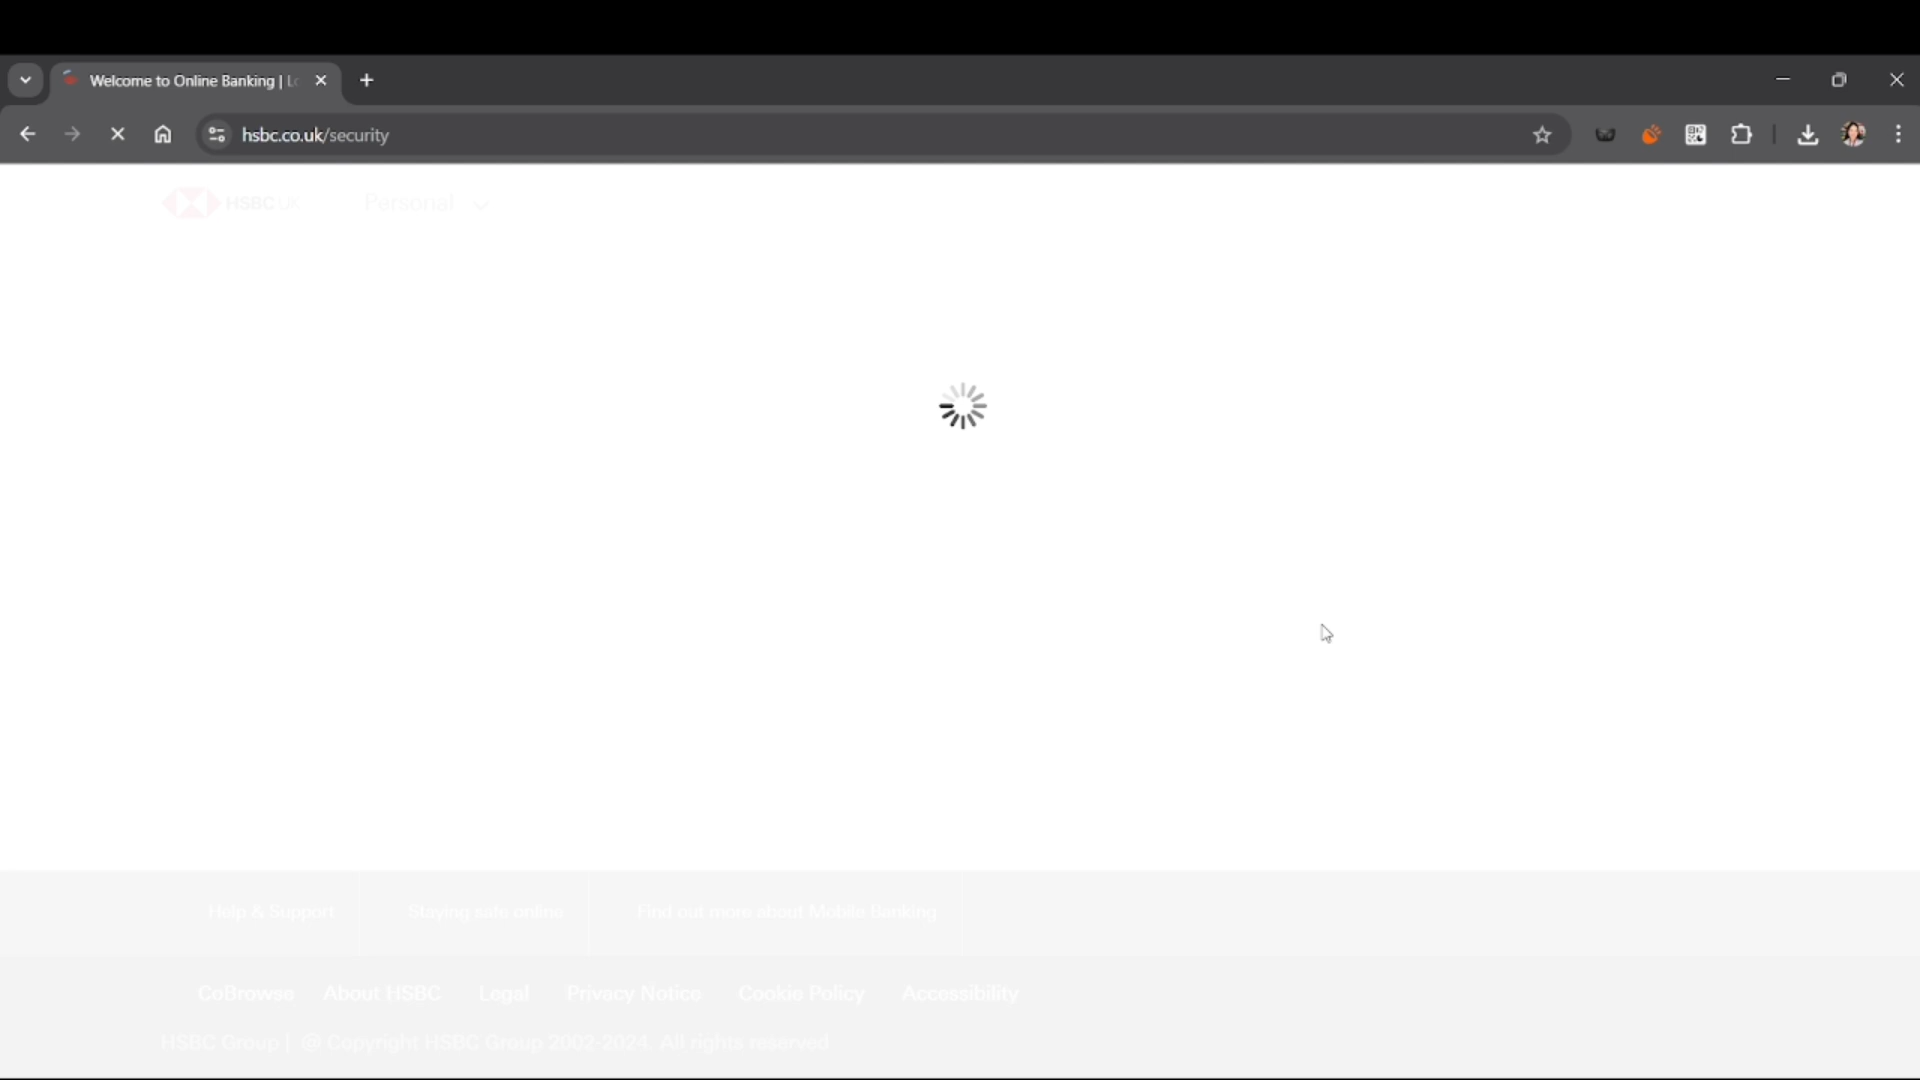 Welcome to Online Banking | Lo
hsbc.co.uk/security
HSBC UK
Personal
Help & Support
Staying safe online
Find out more about Mobile Banking
CoBrowse
About HSBC
Legal
Privacy Notice
Cookie Policy
Accessibility
HSBC Group | @ Copyright HSBC Group 2002-2024. All rights reserved